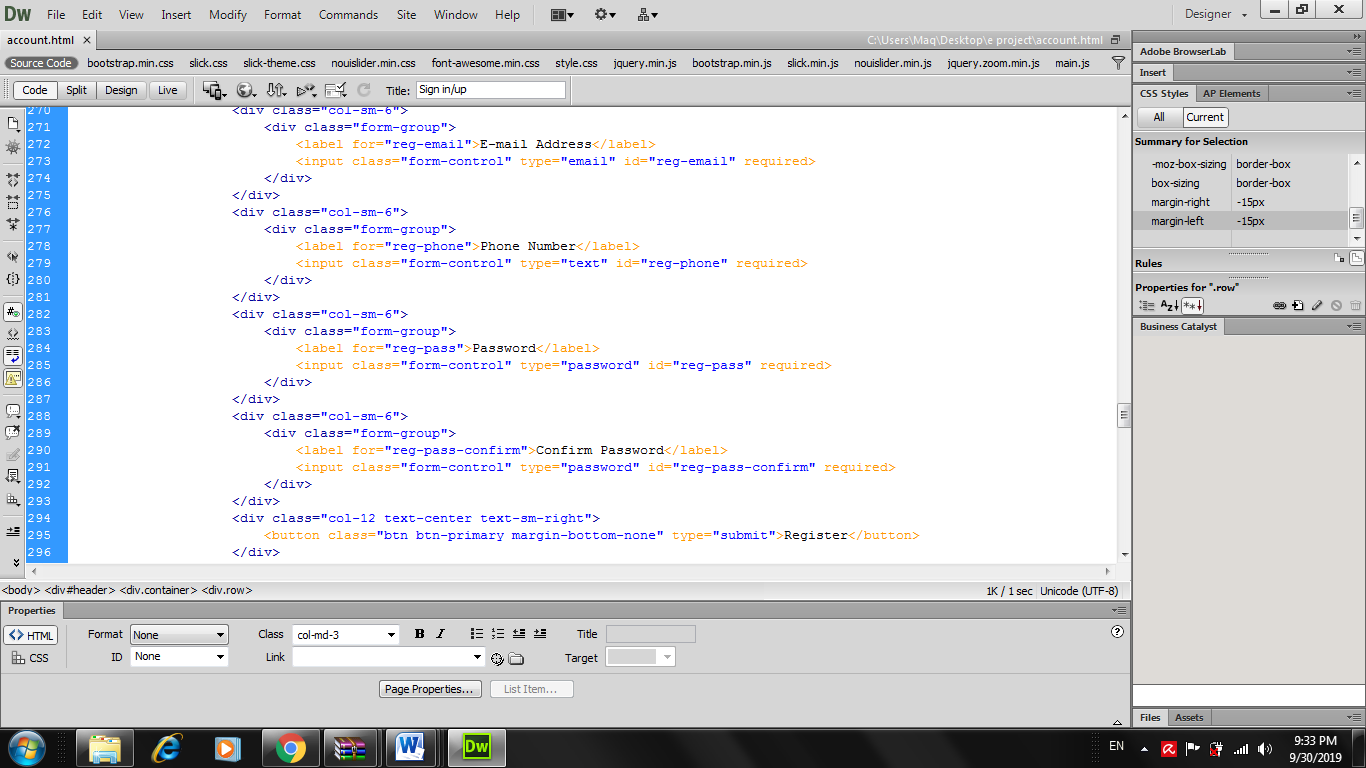 Dw File Edit View Insert Modify Format Commands Site Window Help Designer
account.html C:\Users\Maq\Desktop\e project\account.html
Source Code bootstrap.min.css slick.css slick-theme.css nouislider.min.css font-awesome.min.css style.css jquery.min.js bootstrap.min.js slick.min.js nouislider.min.js jquery.zoom.min.js main.js
Code Split Design Live Title: Sign in/up
270 <div class="col-sm-6">
271 <div class="form-group">
272 <label for="reg-email">E-mail Address</label>
273 <input class="form-control" type="email" id="reg-email" required>
274 </div>
275 </div>
276 <div class="col-sm-6">
277 <div class="form-group">
278 <label for="reg-phone">Phone Number</label>
279 <input class="form-control" type="text" id="reg-phone" required>
280 </div>
281 </div>
282 <div class="col-sm-6">
283 <div class="form-group">
284 <label for="reg-pass">Password</label>
285 <input class="form-control" type="password" id="reg-pass" required>
286 </div>
287 </div>
288 <div class="col-sm-6">
289 <div class="form-group">
290 <label for="reg-pass-confirm">Confirm Password</label>
291 <input class="form-control" type="password" id="reg-pass-confirm" required>
292 </div>
293 </div>
294 <div class="col-12 text-center text-sm-right">
295 <button class="btn btn-primary margin-bottom-none" type="submit">Register</button>
296 </div>
<body> <div#header> <div.container> <div.row> 1K / 1 sec Unicode (UTF-8)
Properties
<> HTML Format None Class col-md-3 B I Title
CSS ID None Link Target
Page Properties... List Item...
Adobe BrowserLab
Insert
CSS Styles AP Elements
All Current
Summary for Selection
-moz-box-sizing border-box
box-sizing border-box
margin-right -15px
margin-left -15px
Rules
Properties for ".row"
Business Catalyst
Files Assets
W Dw EN 9:33 PM
9/30/2019